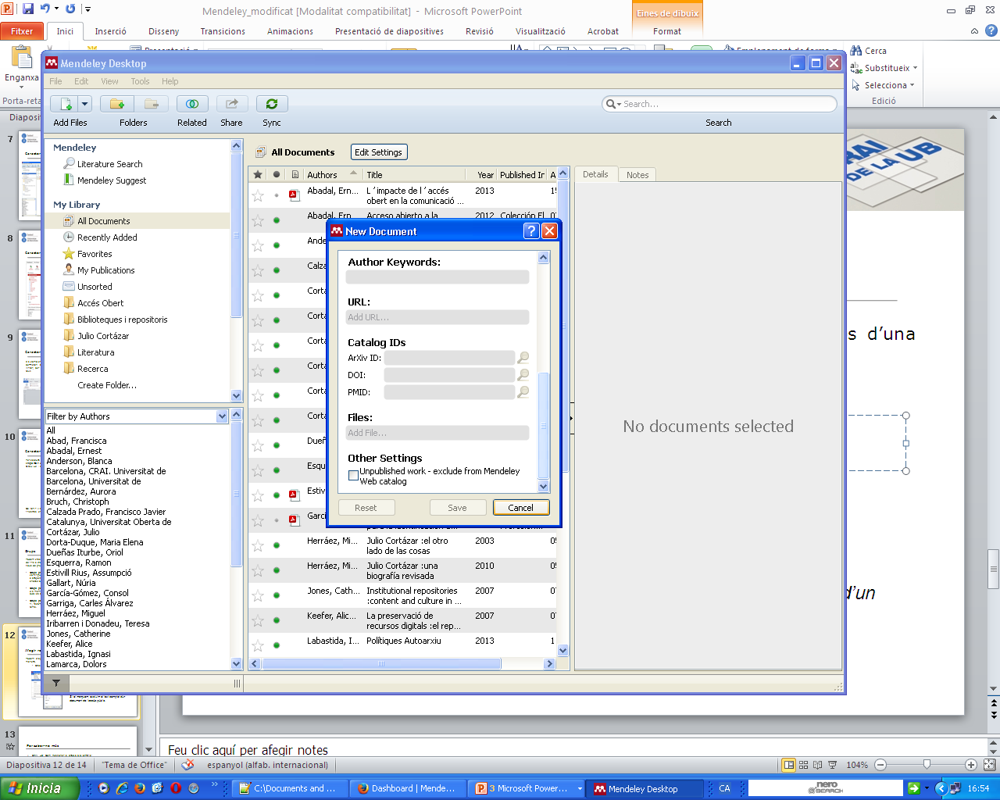 Mendeley_modificat [Modalitat compatibilitat] - Microsoft PowerPoint
Eines de dibuix
Fitxer
Inici
Inserció
Disseny
Transicions
Animacions
Presentació de diapositives
Revisió
Visualització
Acrobat
Format
Enganxa
Porta-reta
Cerca
Substitueix
Selecciona
Edició
Mendeley Desktop
File Edit View Tools Help
Add Files
Folders
Related
Share
Sync
Search...
Search
Diaposit
Mendeley
Literature Search
Mendeley Suggest
My Library
All Documents
Recently Added
Favorites
My Publications
Unsorted
Accés Obert
Biblioteques i repositoris
Julio Cortázar
Literatura
Recerca
Create Folder...
Filter by Authors
All
Abad, Francisca
Abadal, Ernest
Anderson, Blanca
Barcelona, CRAI. Universitat de
Barcelona, Universitat de
Bernárdez, Aurora
Bruch, Christoph
Calzada Prado, Francisco Javier
Catalunya, Universitat Oberta de
Cortázar, Julio
Dorta-Duque, Maria Elena
Dueñas Iturbe, Oriol
Esquerra, Ramon
Estivill Rius, Assumpció
Gallart, Núria
García-Gómez, Consol
Garriga, Carles Álvarez
Herráez, Miguel
Iribarren i Donadeu, Teresa
Jones, Catherine
Keefer, Alice
Labastida, Ignasi
Lamarca, Dolors
All Documents
Edit Settings
Authors Title Year Published In A
Abadal, Ern... L´impacte de l´accés obert en la comunicació ... 2013 15
Abadal, Ern Acceso abierto a la 2012 Colección El 0
Ande
Calza
Corta
Corta
Corta
Corta
Corta
Corta
Dueñ
Esqu
Estivi
Garcí
Herráez, Mi... Julio Cortázar :el otro lado de las cosas 2003 05
Herráez, Mi... Julio Cortázar :una biografía revisada 2010 05
Jones, Cath... Institutional repositories :content and culture in ... 2007 07
Keefer, Alic... La preservació de recursos digitals :el rep... 2007 07
Labastida, I... Polítiques Autoarxiu 2013 1
New Document
Author Keywords:
URL:
Add URL...
Catalog IDs
ArXiv ID:
DOI:
PMID:
Files:
Add File...
Other Settings
Unpublished work - exclude from Mendeley
Web catalog
Reset
Save
Cancel
Details
Notes
No documents selected
RAI
DE LA UB
s d’una
d’un
7
8
9
10
11
12
13
Feu clic aquí per afegir notes
Diapositiva 12 de 14
"Tema de Office"
espanyol (alfab. internacional)
104%
Inicia
C:\Documents and ...
Dashboard | Mende...
3 Microsoft Power...
Mendeley Desktop
CA
nero
SEARCH
16:54